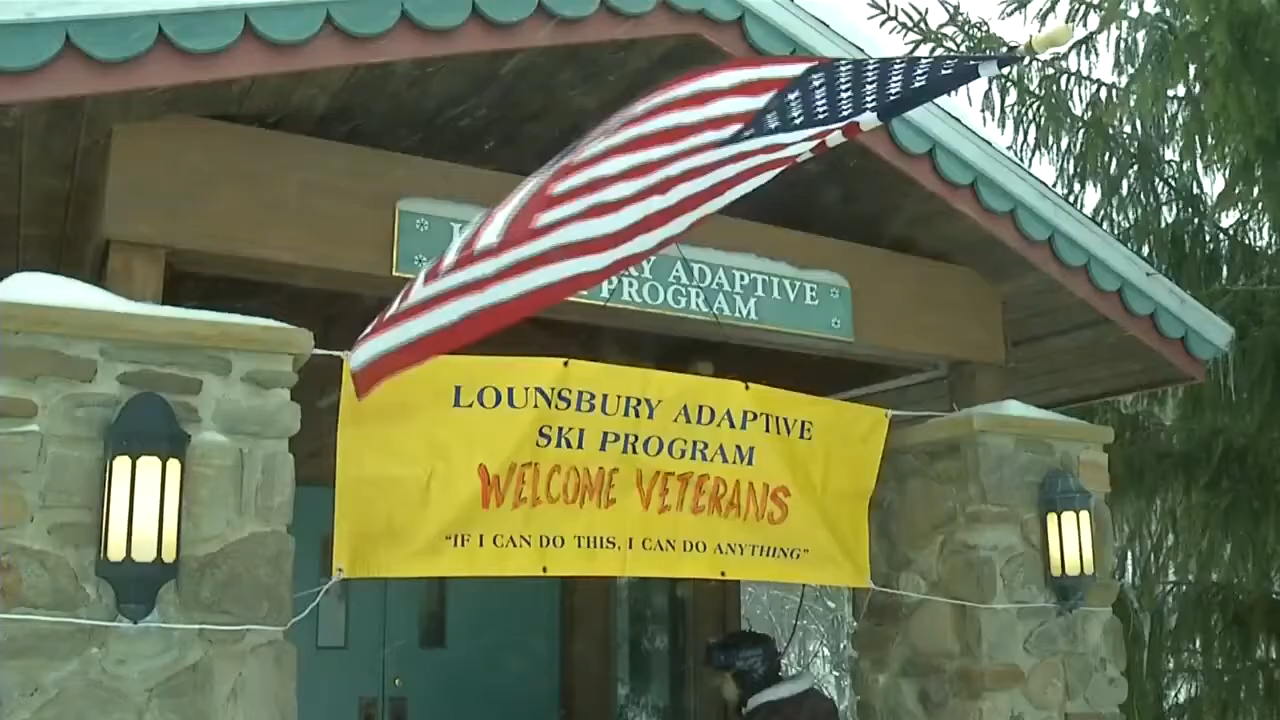 ADAPTIVE
PROGRAM
LOUNSBURY ADAPTIVE
SKI PROGRAM
WELCOME VETERANS
"IF I CAN DO THIS, I CAN DO ANYTHING"